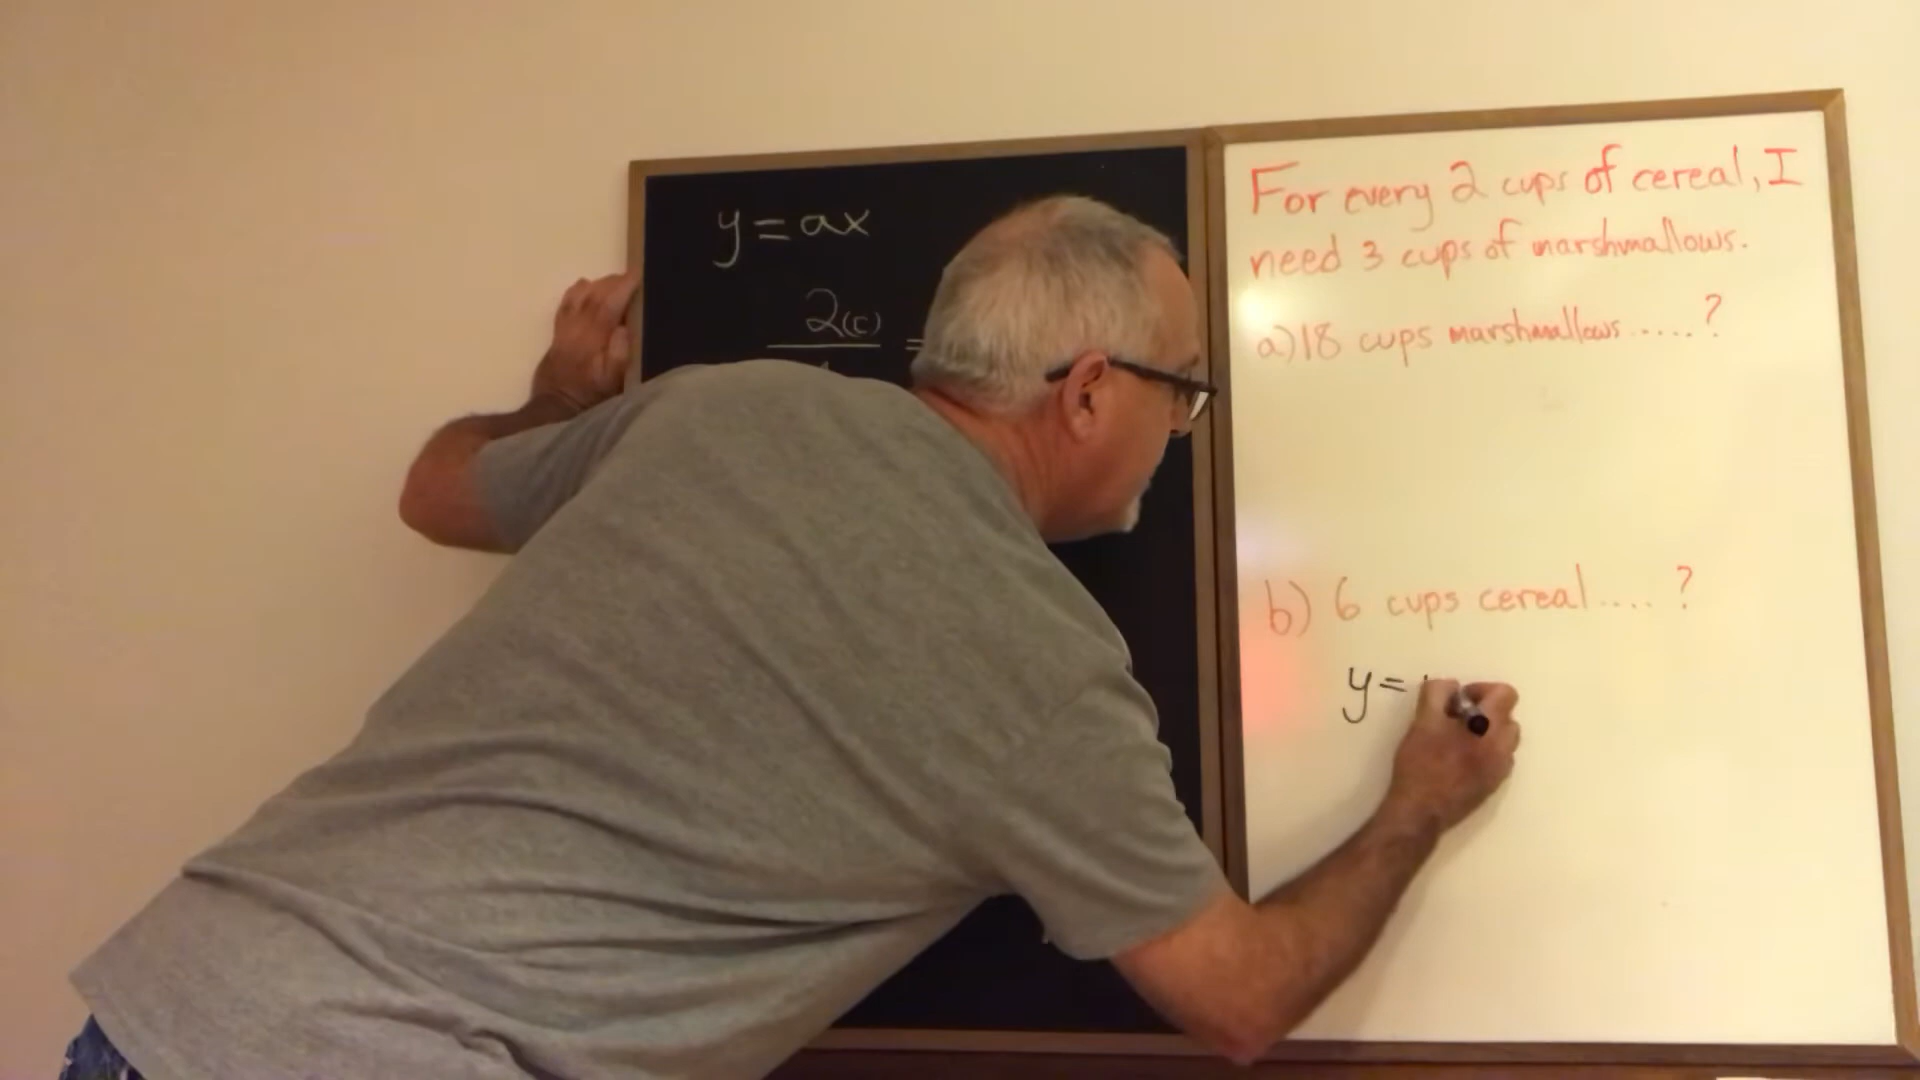 y = ax
2(c) =
For every 2 cups of cereal, I
need 3 cups of marshmallows.
a) 18 cups marshmallows.....?
b) 6 cups cereal....?
y =